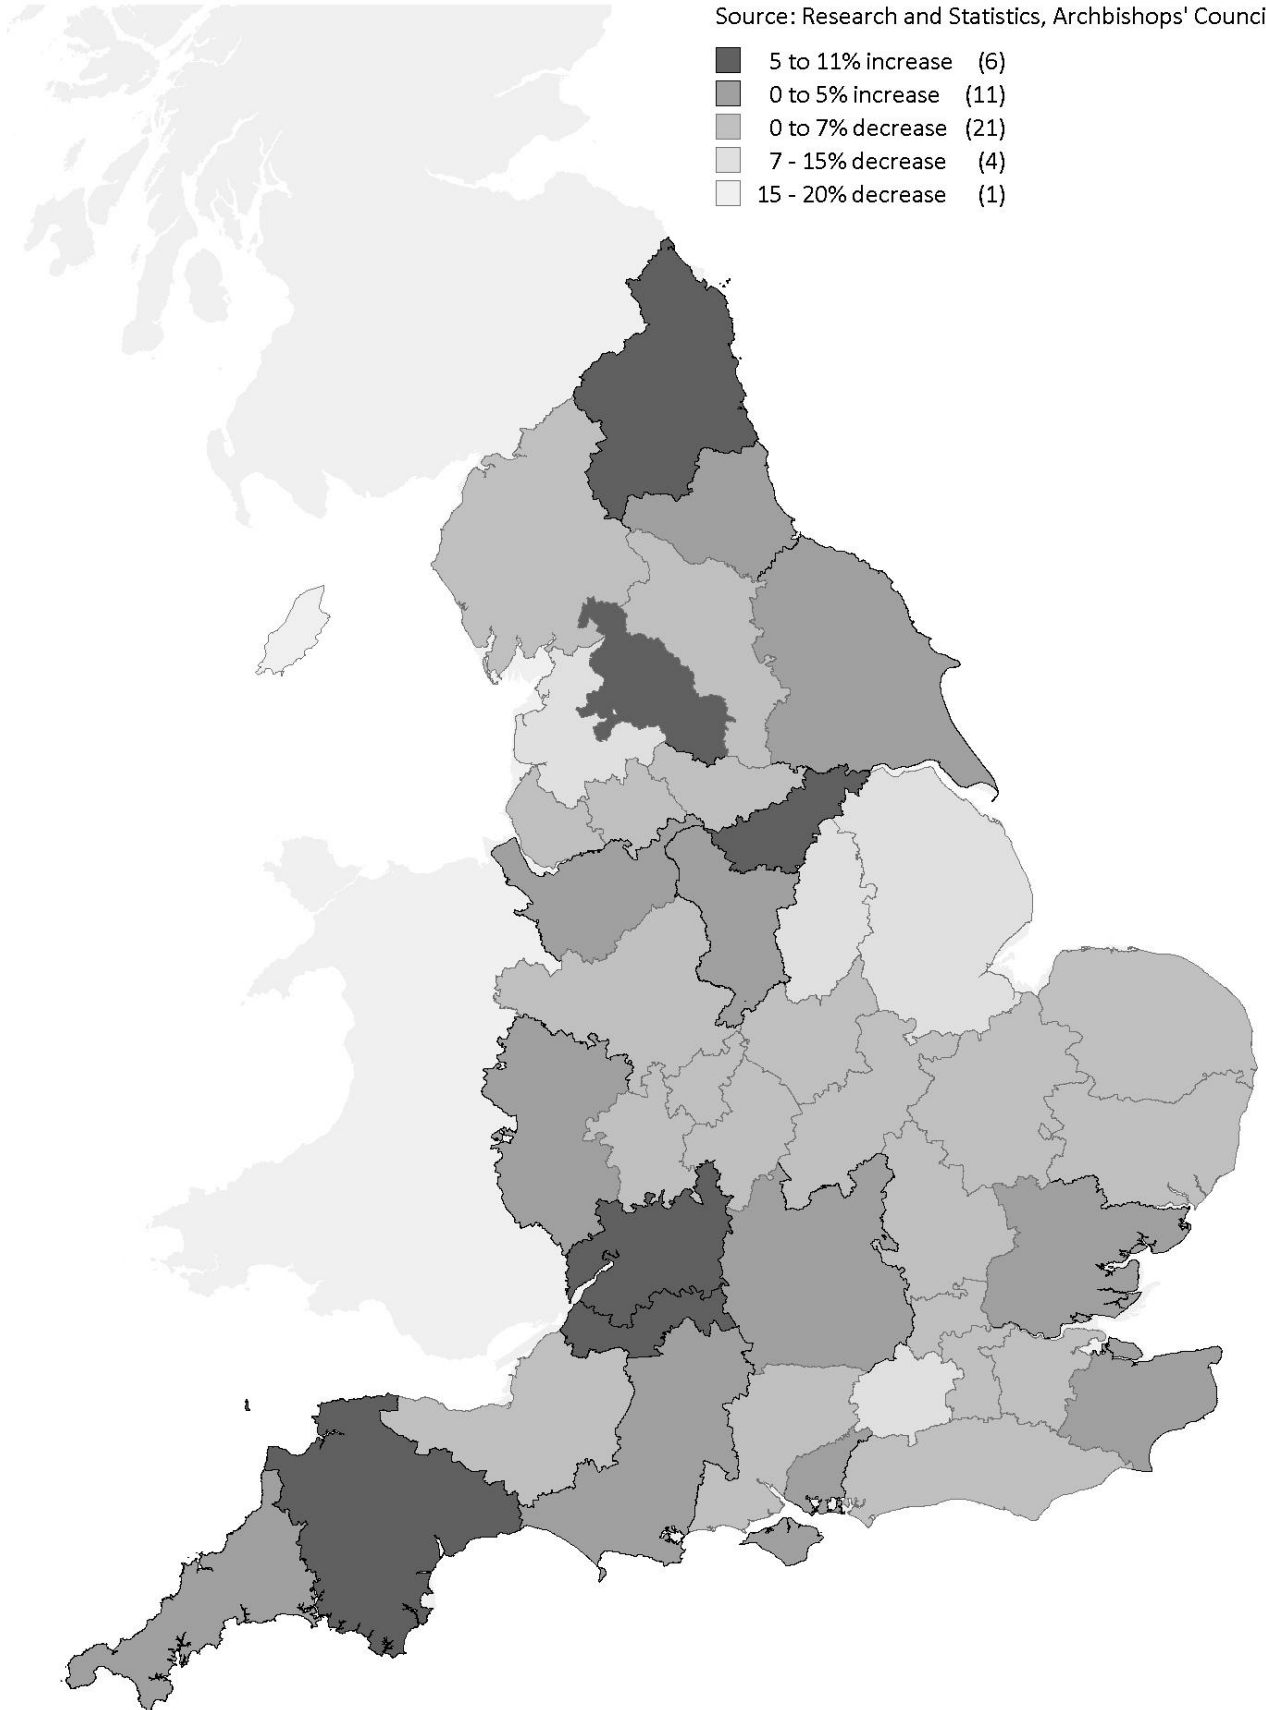 Source: Research and Statistics, Archbishops' Counci
5 to 11% increase (6)
0 to 5% increase (11)
0 to 7% decrease (21)
7 - 15% decrease (4)
15 - 20% decrease (1)